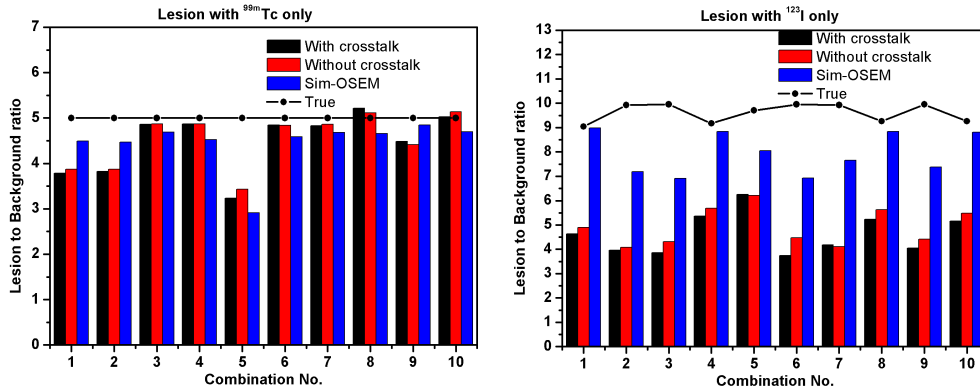 Lesion with ⁹⁹ᵐTc only
Lesion to Background ratio
7
6
5
4
3
2
1
0
With crosstalk
Without crosstalk
Sim-OSEM
True
1 2 3 4 5 6 7 8 9 10
Combination No.
Lesion with ¹²³I only
Lesion to Background ratio
13
12
11
10
9
8
7
6
5
4
3
2
1
0
With crosstalk
Without crosstalk
Sim-OSEM
True
1 2 3 4 5 6 7 8 9 10
Combination No.